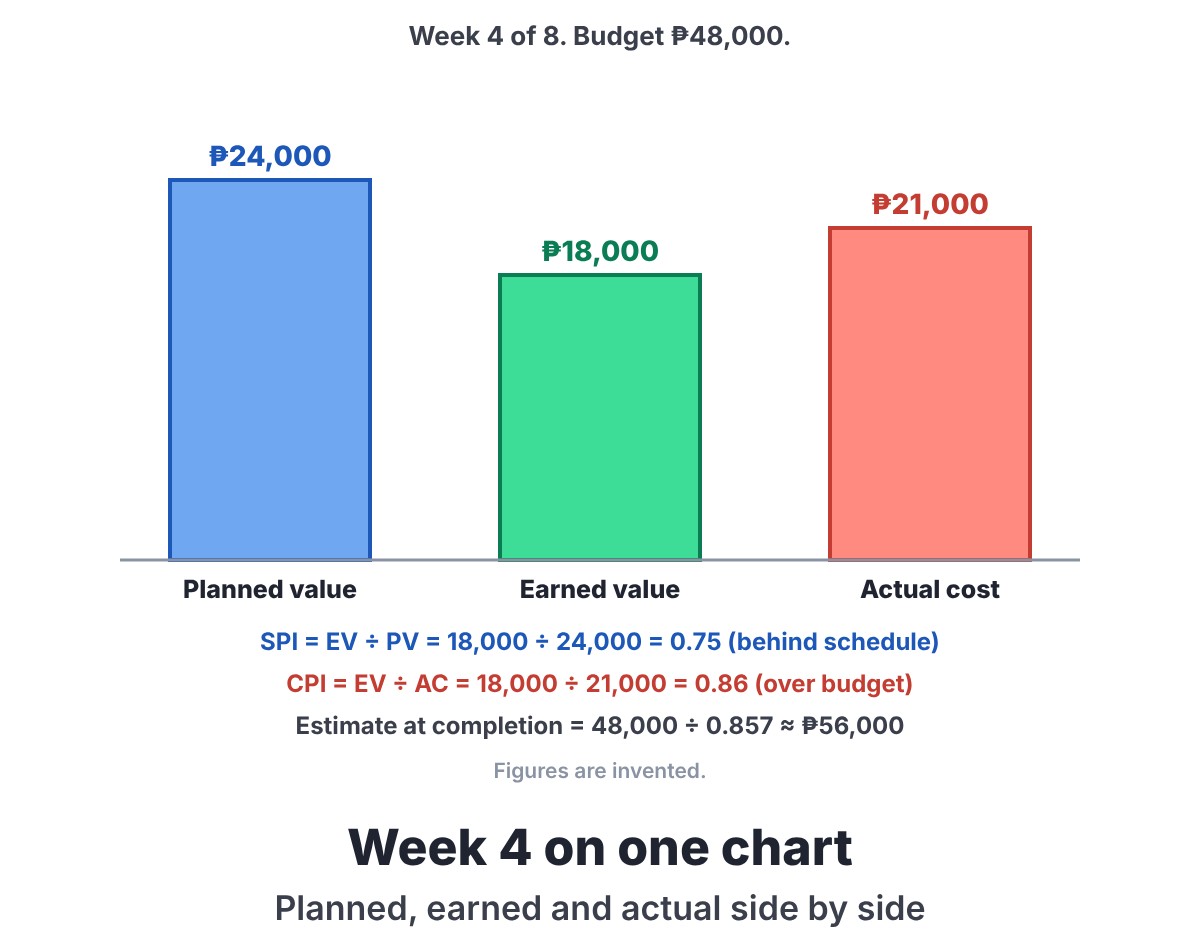 Week 4 of 8. Budget ₱48,000.
₱24,000
₱18,000
₱21,000
Planned value
Earned value
Actual cost
SPI = EV ÷ PV = 18,000 ÷ 24,000 = 0.75 (behind schedule)
CPI = EV ÷ AC = 18,000 ÷ 21,000 = 0.86 (over budget)
Estimate at completion = 48,000 ÷ 0.857 ≈ ₱56,000
Figures are invented.
Week 4 on one chart
Planned, earned and actual side by side